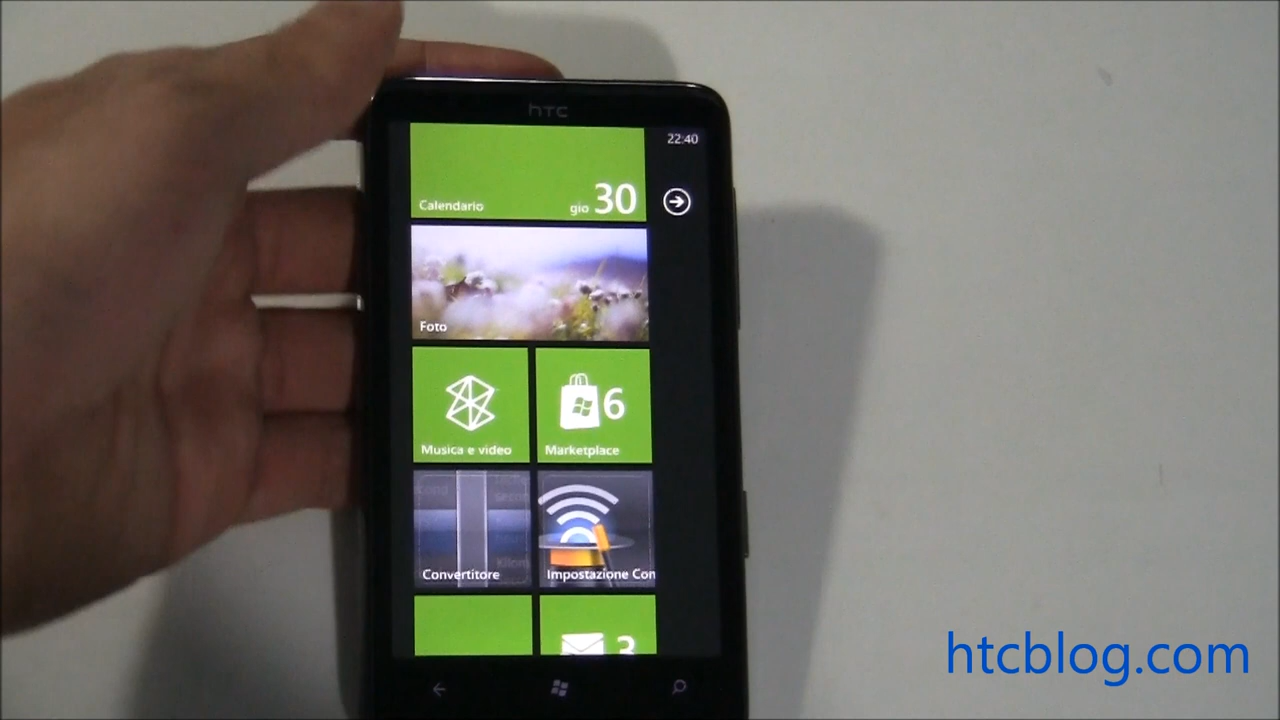 hTC
22:40
Calendario gio 30
Foto
Musica e video
6
Marketplace
Convertitore
Impostazione Con
3
htcblog.com